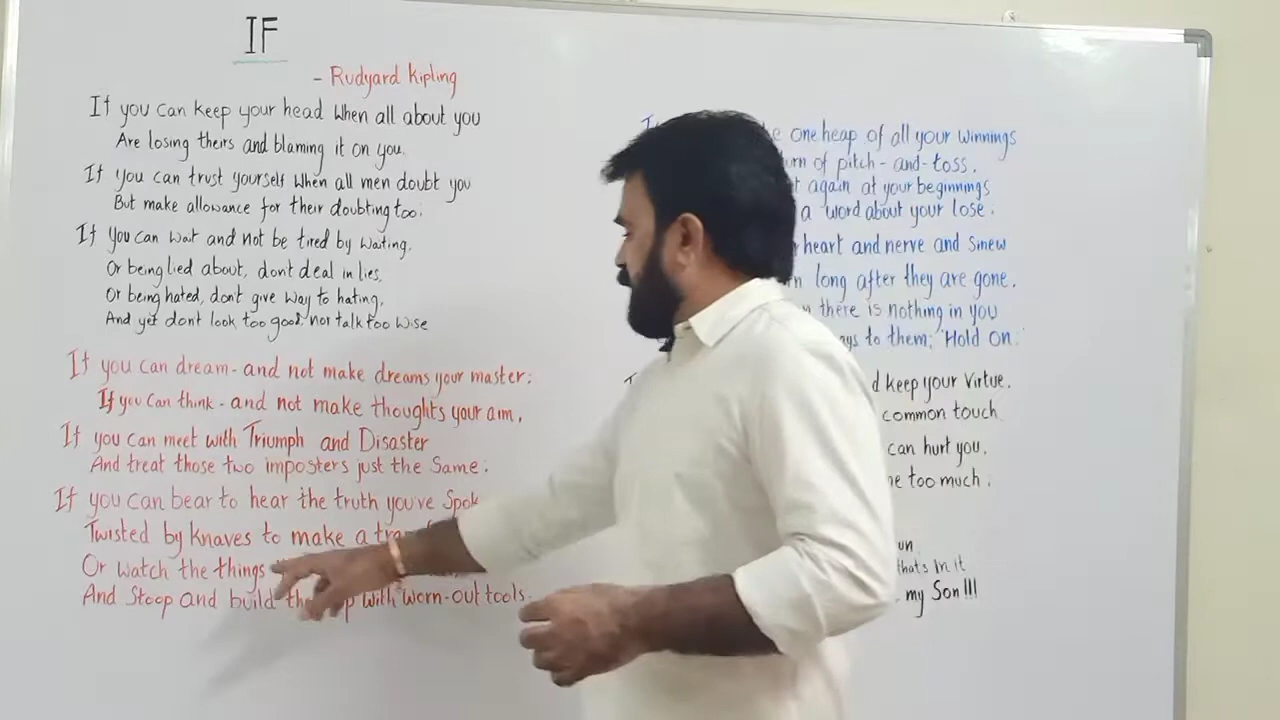 IF
- Rudyard Kipling
If you can keep your head When all about you
Are losing theirs and blaming it on you.
If you can trust yourself When all men doubt you
But make allowance for their doubting too:
If you can wait and not be tired by waiting,
Or being lied about, dont deal in lies,
Or being hated, don't give way to hating,
And yet dont look too good nor talk too wise
If you can dream - and not make dreams your master:
If you can think - and not make thoughts your aim,
If you can meet with Triumph and Disaster
And treat those two imposters just the Same:
If you can bear to hear the truth you've
Twisted by knaves to make a
Or watch the things
And Stoop and build with worn-out tools.
one heap of all your winnings
of pitch - and - toss.
again at your beginnings
a word about your lose.
heart and nerve and sinew
long after they are gone.
there is nothing in you
to them; 'Hold on.'
keep your Virtue.
common touch
can hurt you.
too much.
thats in it
my Son!!!